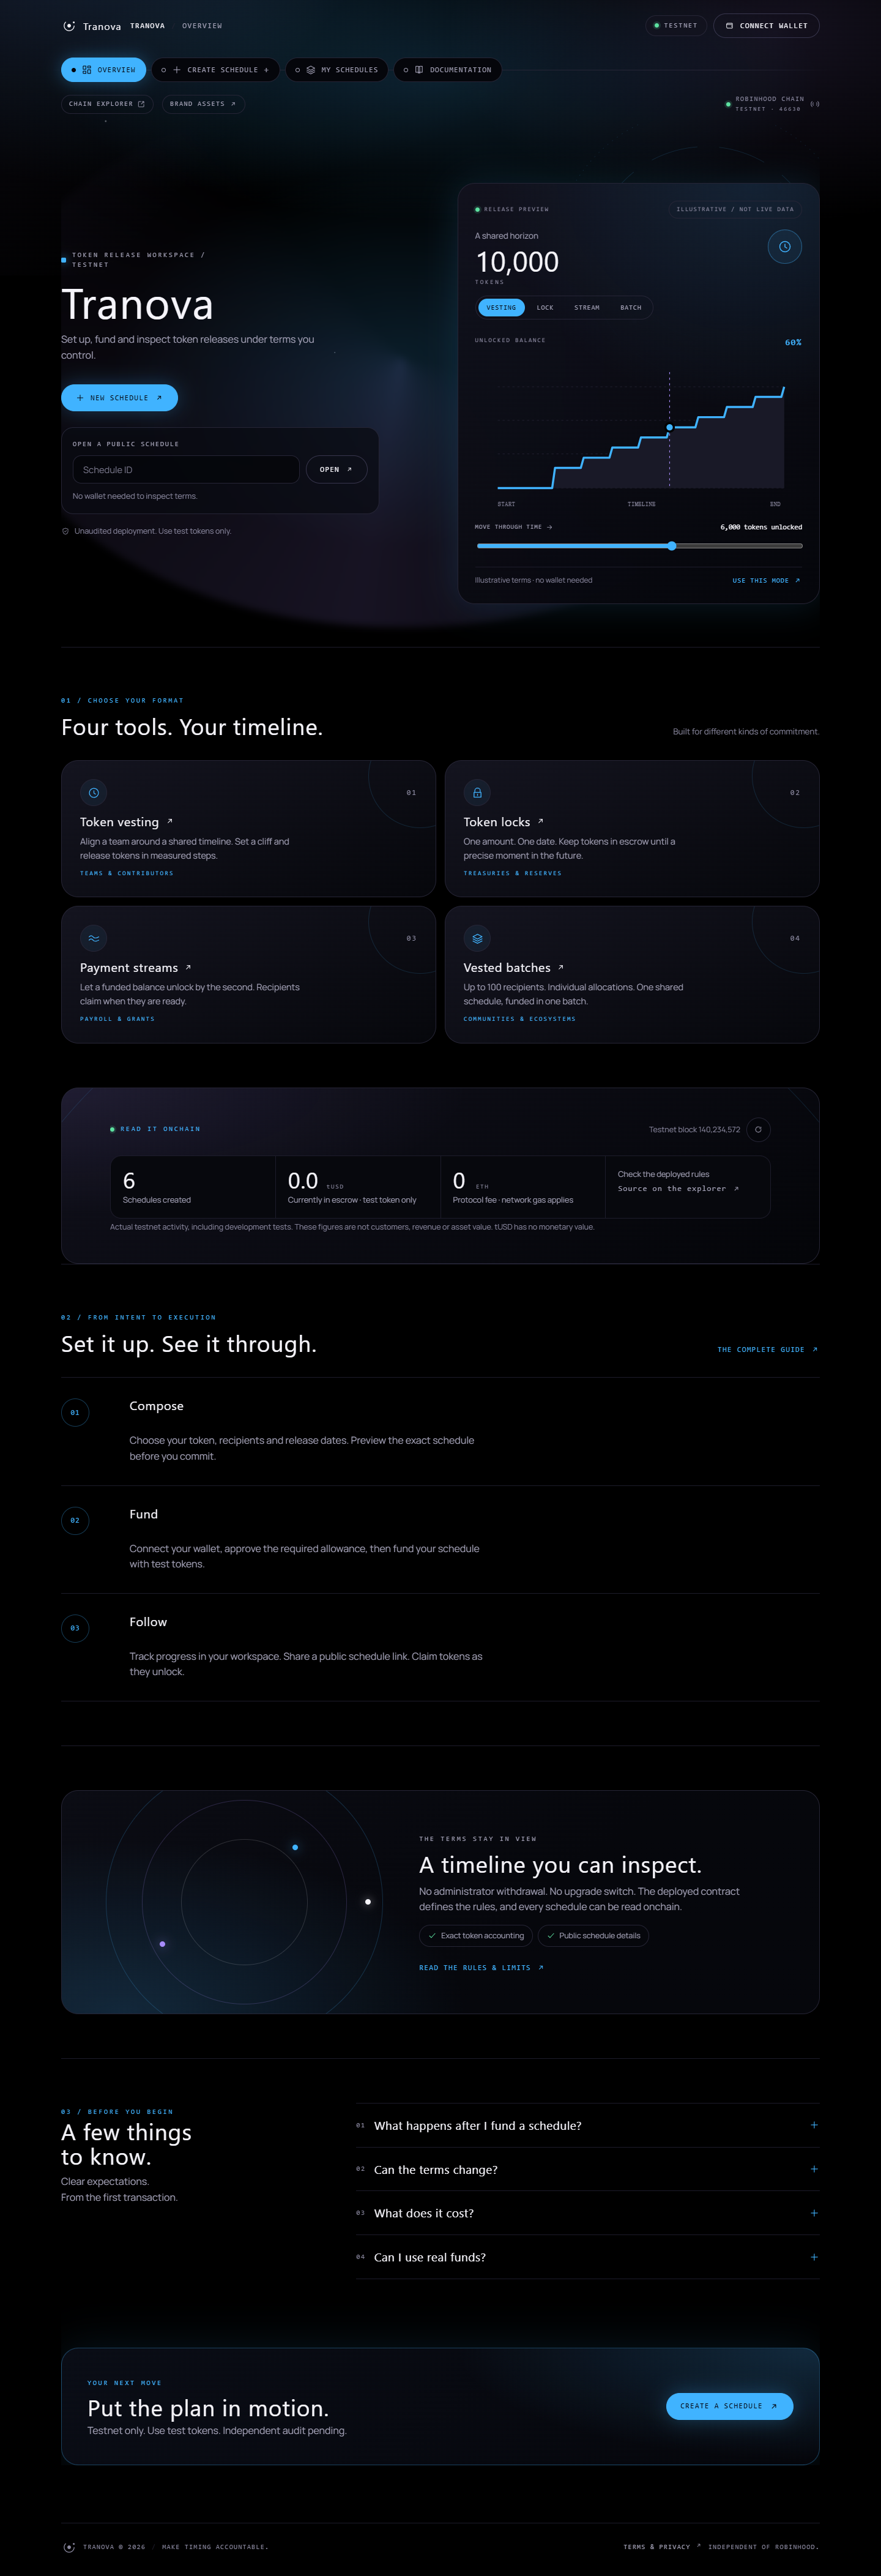 Tranova TRANOVA / OVERVIEW
TESTNET
CONNECT WALLET
OVERVIEW
CREATE SCHEDULE +
MY SCHEDULES
DOCUMENTATION
CHAIN EXPLORER
BRAND ASSETS ↗
ROBINHOOD CHAIN
TESTNET · 46630
TOKEN RELEASE WORKSPACE /
TESTNET
Tranova
Set up, fund and inspect token releases under terms you
control.
+ NEW SCHEDULE ↗
OPEN A PUBLIC SCHEDULE
Schedule ID
OPEN ↗
No wallet needed to inspect terms.
Unaudited deployment. Use test tokens only.
RELEASE PREVIEW
ILLUSTRATIVE / NOT LIVE DATA
A shared horizon
10,000
TOKENS
VESTING
LOCK
STREAM
BATCH
UNLOCKED BALANCE
60%
START
TIMELINE
END
MOVE THROUGH TIME →
6,000 tokens unlocked
Illustrative terms · no wallet needed
USE THIS MODE ↗
01 / CHOOSE YOUR FORMAT
Four tools. Your timeline.
Built for different kinds of commitment.
01
Token vesting ↗
Align a team around a shared timeline. Set a cliff and
release tokens in measured steps.
TEAMS & CONTRIBUTORS
02
Token locks ↗
One amount. One date. Keep tokens in escrow until a
precise moment in the future.
TREASURIES & RESERVES
03
Payment streams ↗
Let a funded balance unlock by the second. Recipients
claim when they are ready.
PAYROLL & GRANTS
04
Vested batches ↗
Up to 100 recipients. Individual allocations. One shared
schedule, funded in one batch.
COMMUNITIES & ECOSYSTEMS
READ IT ONCHAIN
Testnet block 140,234,572
6
Schedules created
0.0 tUSD
Currently in escrow · test token only
0 ETH
Protocol fee · network gas applies
Check the deployed rules
Source on the explorer ↗
Actual testnet activity, including development tests. These figures are not customers, revenue or asset value. tUSD has no monetary value.
02 / FROM INTENT TO EXECUTION
Set it up. See it through.
THE COMPLETE GUIDE ↗
01
Compose
Choose your token, recipients and release dates. Preview the exact schedule
before you commit.
02
Fund
Connect your wallet, approve the required allowance, then fund your schedule
with test tokens.
03
Follow
Track progress in your workspace. Share a public schedule link. Claim tokens as
they unlock.
THE TERMS STAY IN VIEW
A timeline you can inspect.
No administrator withdrawal. No upgrade switch. The deployed contract
defines the rules, and every schedule can be read onchain.
Exact token accounting
Public schedule details
READ THE RULES & LIMITS ↗
03 / BEFORE YOU BEGIN
A few things
to know.
Clear expectations.
From the first transaction.
01 What happens after I fund a schedule? +
02 Can the terms change? +
03 What does it cost? +
04 Can I use real funds? +
YOUR NEXT MOVE
Put the plan in motion.
Testnet only. Use test tokens. Independent audit pending.
CREATE A SCHEDULE ↗
TRANOVA © 2026 / MAKE TIMING ACCOUNTABLE.
TERMS & PRIVACY ↗ INDEPENDENT OF ROBINHOOD.